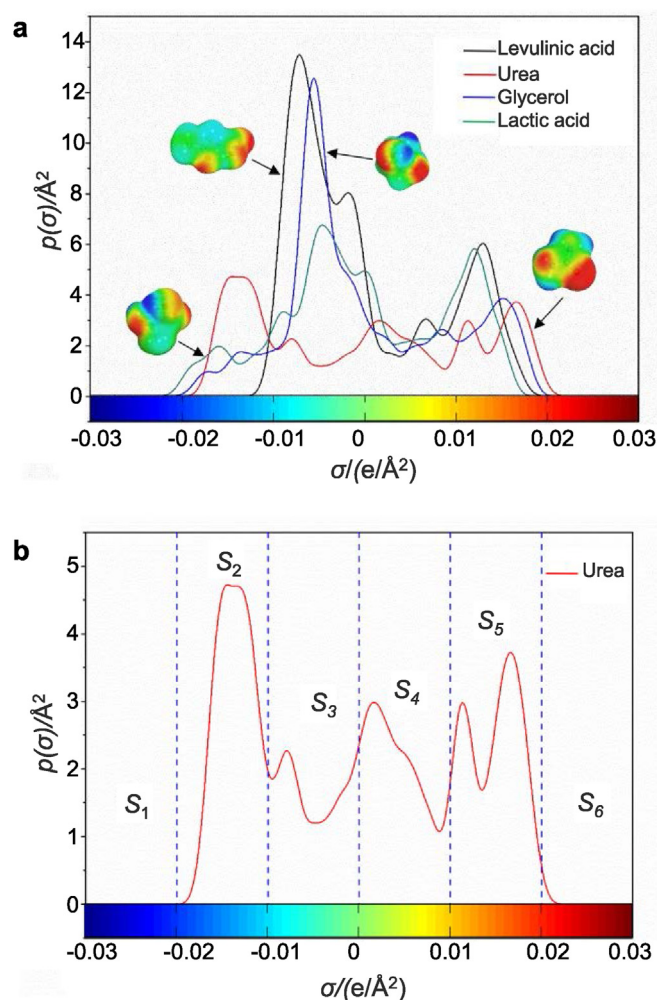 a
14
12
10
8
6
4
2
0
p(σ)/Å²
Levulinic acid
Urea
Glycerol
Lactic acid
-0.03 -0.02 -0.01 0 0.01 0.02 0.03
σ/(e/Å²)
b
5
4
3
2
1
0
p(σ)/Å²
Urea
S₁
S₂
S₃
S₄
S₅
S₆
-0.03 -0.02 -0.01 0 0.01 0.02 0.03
σ/(e/Å²)